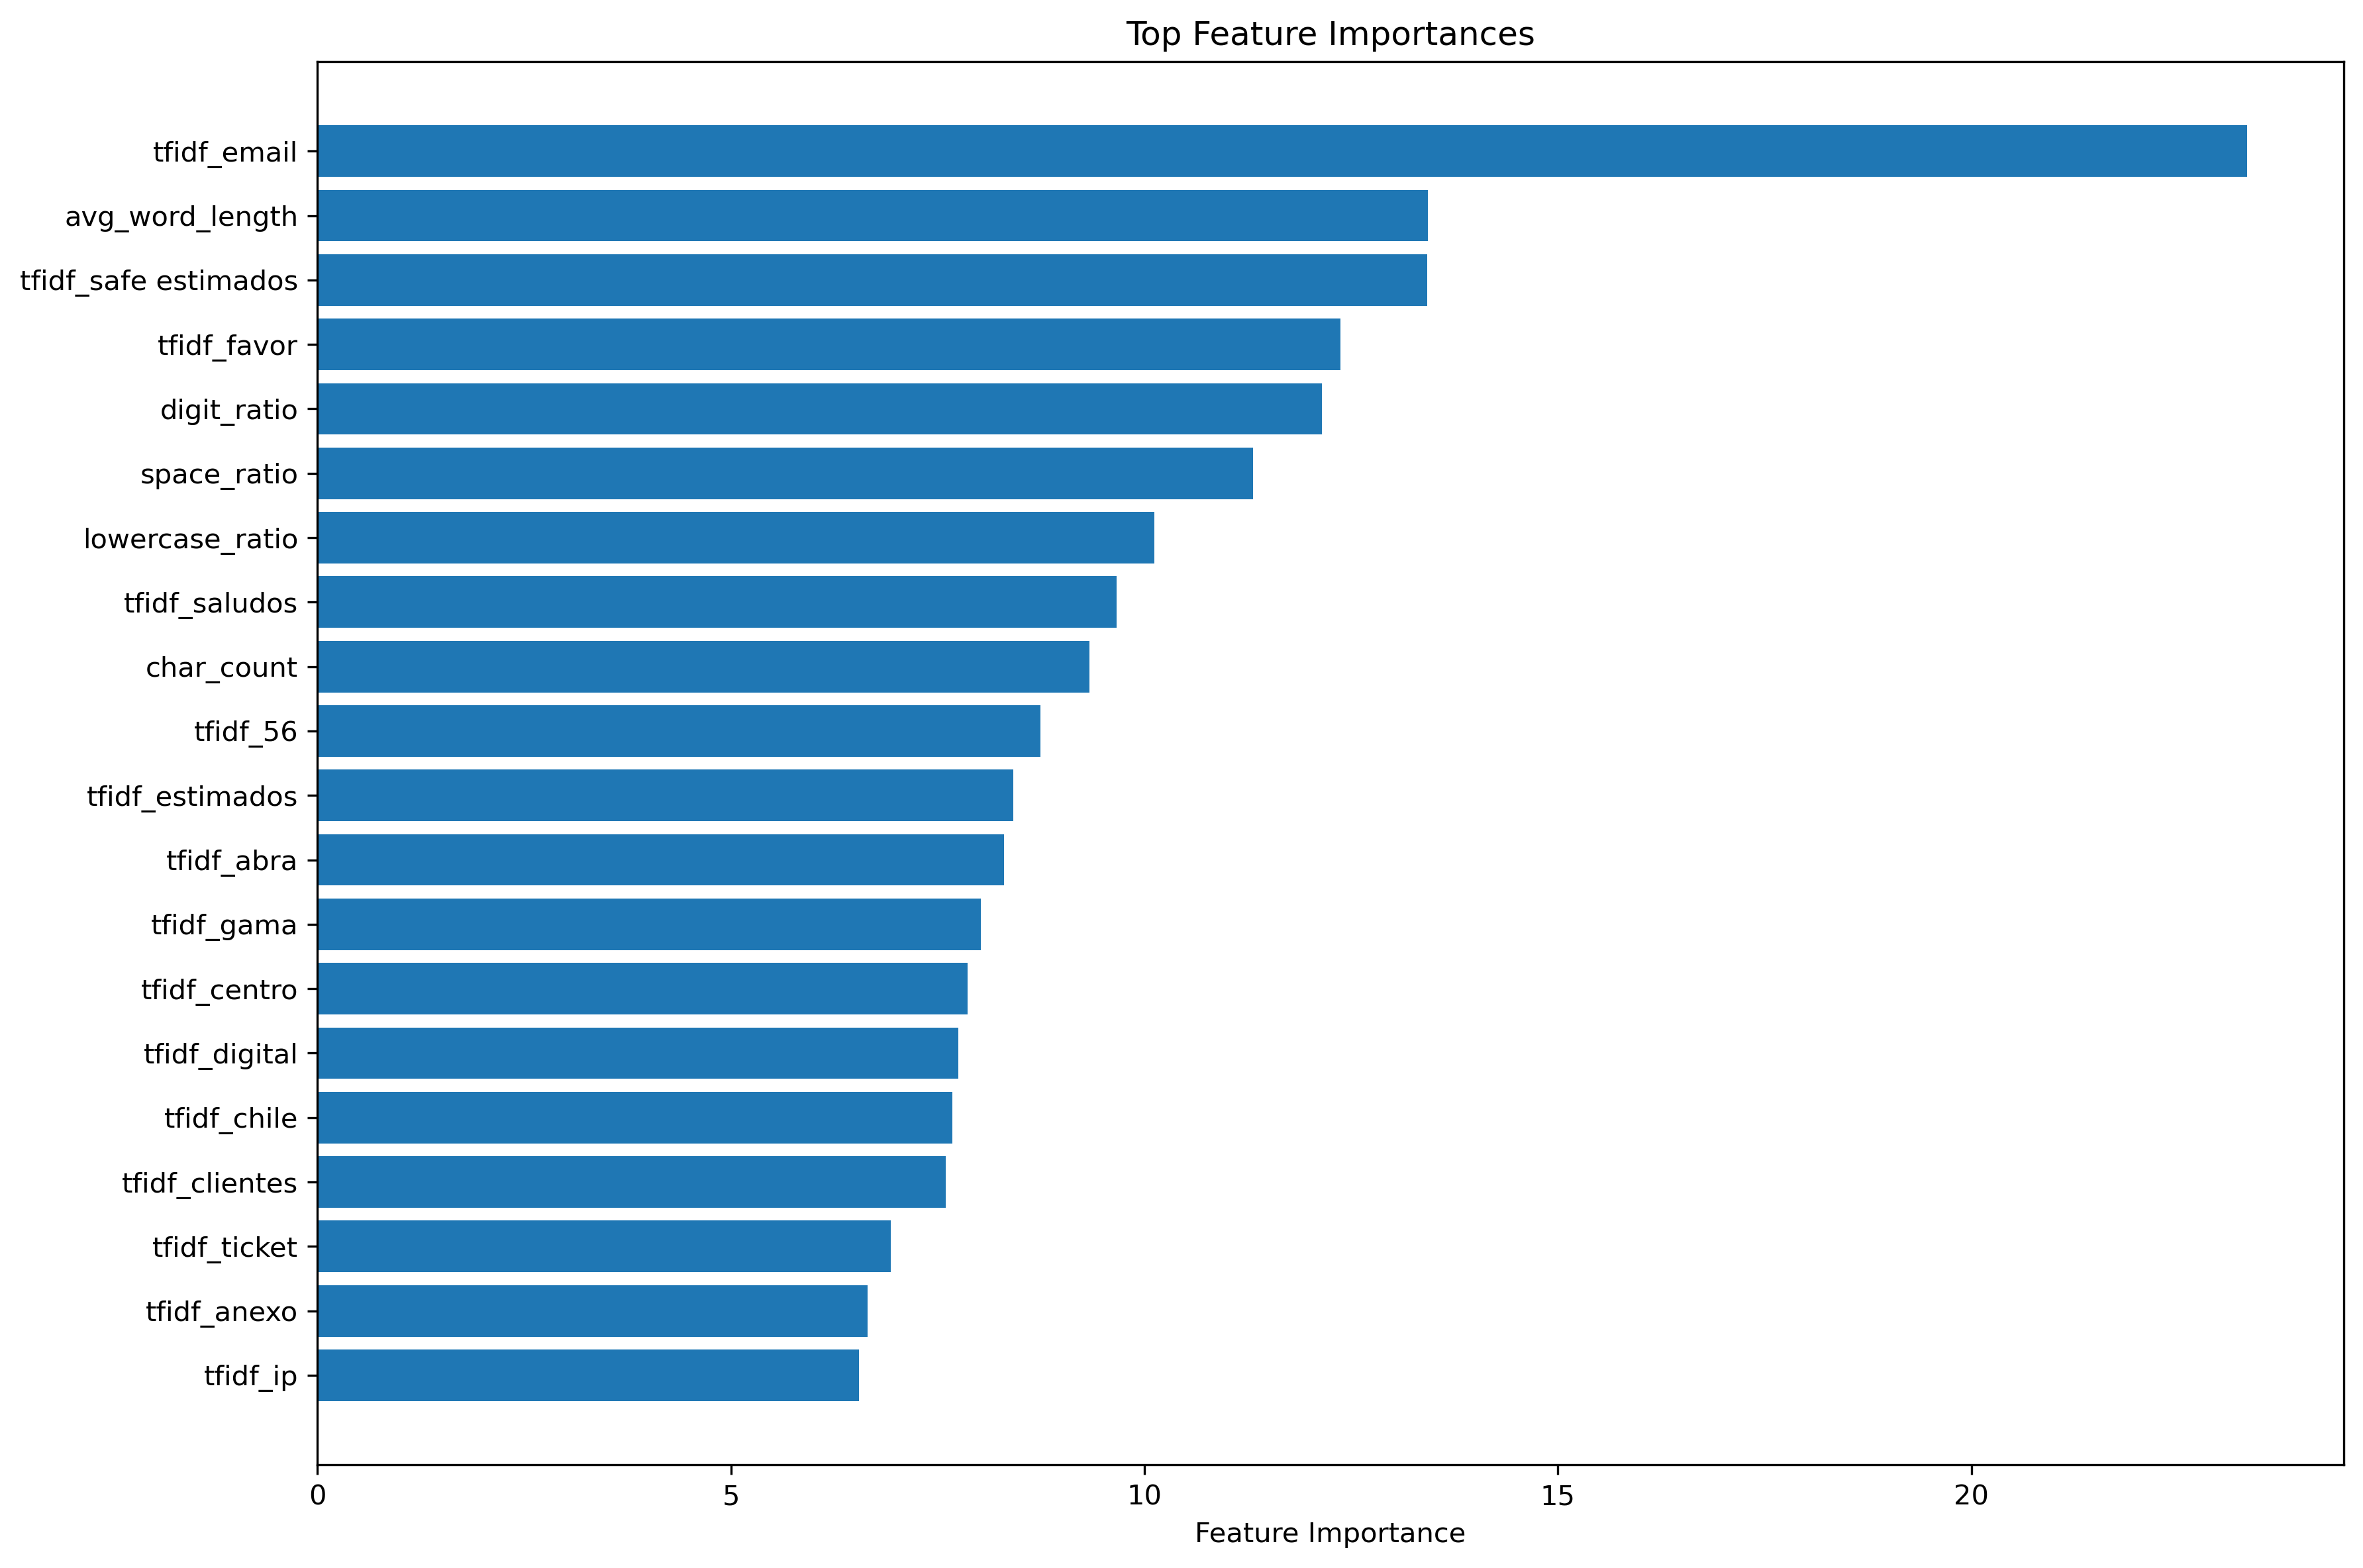 Top Feature Importances
tfidf_email
avg_word_length
tfidf_safe estimados
tfidf_favor
digit_ratio
space_ratio
lowercase_ratio
tfidf_saludos
char_count
tfidf_56
tfidf_estimados
tfidf_abra
tfidf_gama
tfidf_centro
tfidf_digital
tfidf_chile
tfidf_clientes
tfidf_ticket
tfidf_anexo
tfidf_ip
0 5 10 15 20
Feature Importance